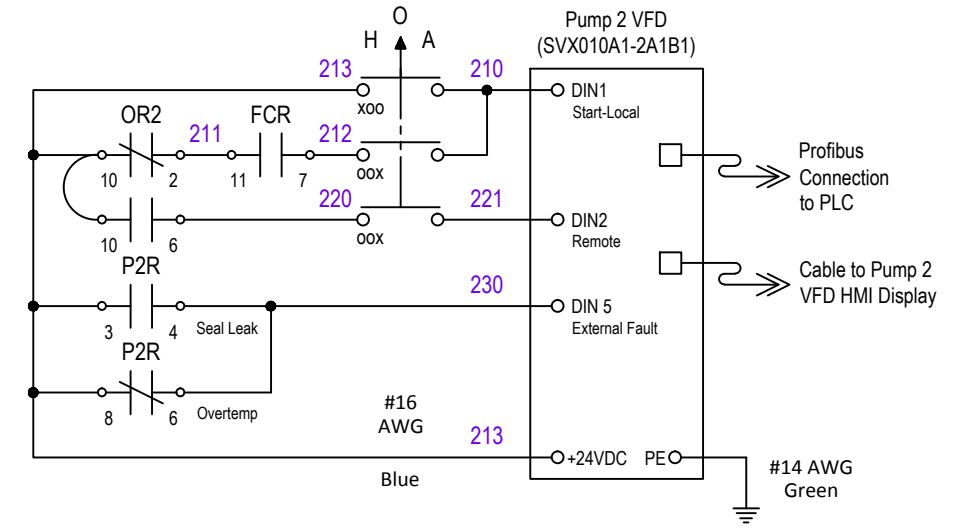 O
H A
Pump 2 VFD
(SVX010A1-2A1B1)
213
210
xoo
DIN1
Start-Local
OR2
211
FCR
212
10
2
11
7
oox
Profibus
Connection
to PLC
220
221
10
6
oox
DIN2
Remote
P2R
230
Cable to Pump 2
VFD HMI Display
3
4
Seal Leak
DIN 5
External Fault
P2R
8
6
Overtemp
#16
AWG
213
+24VDC
PE
Blue
#14 AWG
Green